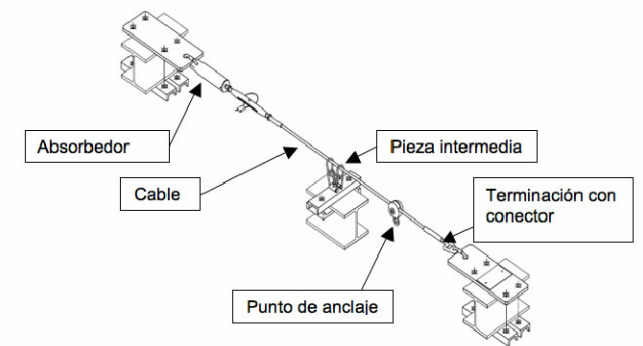 Absorbedor
Pieza intermedia
Cable
Terminación con
conector
Punto de anclaje